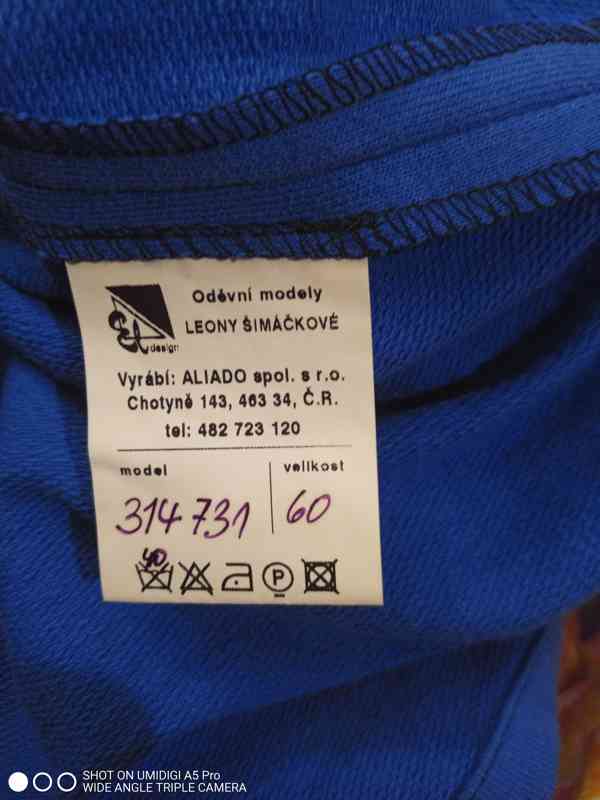 Oděvní modely
LEONY ŠIMÁČKOVÉ
design
Vyrábí: ALIADO spol. s r.o.
Chotyně 143, 463 34, Č.R.
tel: 482 723 120
model
velikost
314 731
60
40
P
SHOT ON UMIDIGI A5 Pro
WIDE ANGLE TRIPLE CAMERA